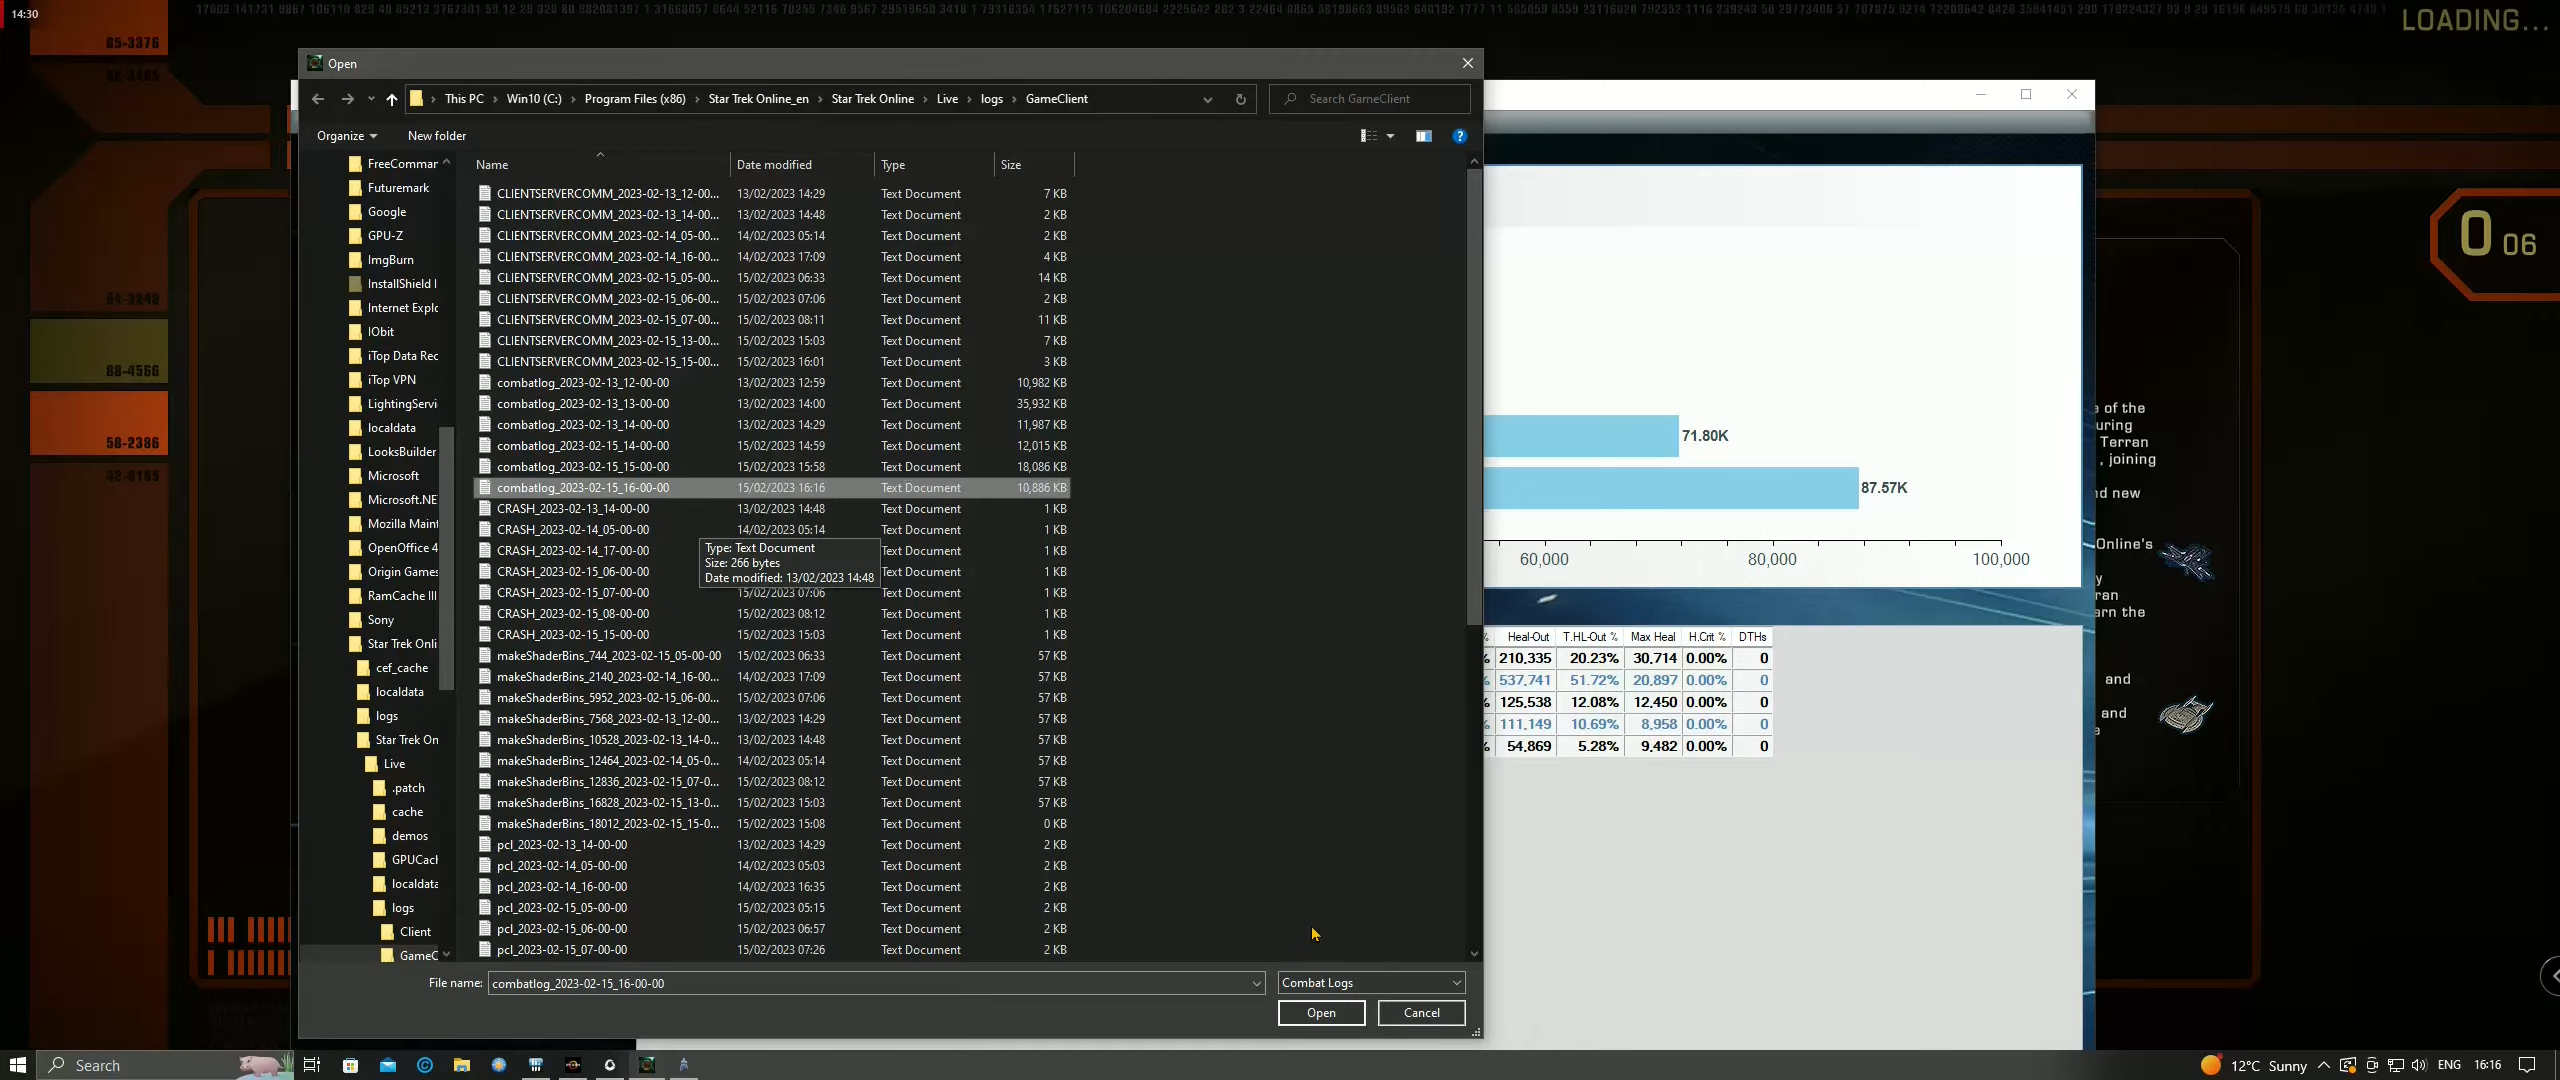 14:30
LOADING...
85-3376
88-4566
58-2386
0 06
Open
This PC > Win10 (C:) > Program Files (x86) > Star Trek Online_en > Star Trek Online > Live > logs > GameClient
Search GameClient
Organize
New folder
FreeComman
Futuremark
Google
GPU-Z
ImgBurn
InstallShield I
Internet Explo
IObit
iTop Data Rec
iTop VPN
LightingServi
localdata
LooksBuilder
Microsoft
Microsoft.NE
Mozilla Maint
OpenOffice 4
Origin Games
RamCache III
Sony
Star Trek Onli
cef_cache
localdata
logs
Star Trek On
Live
.patch
cache
demos
GPUCach
localdata
logs
Client
GameC
Name Date modified Type Size
CLIENTSERVERCOMM_2023-02-13_12-00... 13/02/2023 14:29 Text Document 7 KB
CLIENTSERVERCOMM_2023-02-13_14-00... 13/02/2023 14:48 Text Document 2 KB
CLIENTSERVERCOMM_2023-02-14_05-00... 14/02/2023 05:14 Text Document 2 KB
CLIENTSERVERCOMM_2023-02-14_16-00... 14/02/2023 17:09 Text Document 4 KB
CLIENTSERVERCOMM_2023-02-15_05-00... 15/02/2023 06:33 Text Document 14 KB
CLIENTSERVERCOMM_2023-02-15_06-00... 15/02/2023 07:06 Text Document 2 KB
CLIENTSERVERCOMM_2023-02-15_07-00... 15/02/2023 08:11 Text Document 11 KB
CLIENTSERVERCOMM_2023-02-15_13-00... 15/02/2023 15:03 Text Document 7 KB
CLIENTSERVERCOMM_2023-02-15_15-00... 15/02/2023 16:01 Text Document 3 KB
combatlog_2023-02-13_12-00-00 13/02/2023 12:59 Text Document 10,982 KB
combatlog_2023-02-13_13-00-00 13/02/2023 14:00 Text Document 35,932 KB
combatlog_2023-02-13_14-00-00 13/02/2023 14:29 Text Document 11,987 KB
combatlog_2023-02-15_14-00-00 15/02/2023 14:59 Text Document 12,015 KB
combatlog_2023-02-15_15-00-00 15/02/2023 15:58 Text Document 18,086 KB
combatlog_2023-02-15_16-00-00 15/02/2023 16:16 Text Document 10,886 KB
CRASH_2023-02-13_14-00-00 13/02/2023 14:48 Text Document 1 KB
CRASH_2023-02-14_05-00-00 14/02/2023 05:14 Text Document 1 KB
CRASH_2023-02-14_17-00-00 1 KB
CRASH_2023-02-15_06-00-00 1 KB
CRASH_2023-02-15_07-00-00 15/02/2023 07:06 Text Document 1 KB
CRASH_2023-02-15_08-00-00 15/02/2023 08:12 Text Document 1 KB
CRASH_2023-02-15_15-00-00 15/02/2023 15:03 Text Document 1 KB
makeShaderBins_744_2023-02-15_05-00-00 15/02/2023 06:33 Text Document 57 KB
makeShaderBins_2140_2023-02-14_16-00... 14/02/2023 17:09 Text Document 57 KB
makeShaderBins_5952_2023-02-15_06-00... 15/02/2023 07:06 Text Document 57 KB
makeShaderBins_7568_2023-02-13_12-00... 13/02/2023 14:29 Text Document 57 KB
makeShaderBins_10528_2023-02-13_14-0... 13/02/2023 14:48 Text Document 57 KB
makeShaderBins_12464_2023-02-14_05-0... 14/02/2023 05:14 Text Document 57 KB
makeShaderBins_12836_2023-02-15_07-0... 15/02/2023 08:12 Text Document 57 KB
makeShaderBins_16828_2023-02-15_13-0... 15/02/2023 15:03 Text Document 57 KB
makeShaderBins_18012_2023-02-15_15-0... 15/02/2023 15:08 Text Document 0 KB
pcl_2023-02-13_14-00-00 13/02/2023 14:29 Text Document 2 KB
pcl_2023-02-14_05-00-00 14/02/2023 05:03 Text Document 2 KB
pcl_2023-02-14_16-00-00 14/02/2023 16:35 Text Document 2 KB
pcl_2023-02-15_05-00-00 15/02/2023 05:15 Text Document 2 KB
pcl_2023-02-15_06-00-00 15/02/2023 06:57 Text Document 2 KB
pcl_2023-02-15_07-00-00 15/02/2023 07:26 Text Document 2 KB
Type: Text Document
Size: 266 bytes
Date modified: 13/02/2023 14:48
File name: combatlog_2023-02-15_16-00-00 Combat Logs
Open Cancel
71.80K
87.57K
60,000 80,000 100,000
% Heal-Out T.HL-Out % Max Heal H.Crit % DTHs
% 210,335 20.23% 30,714 0.00% 0
% 537,741 51.72% 20,897 0.00% 0
% 125,538 12.08% 12,450 0.00% 0
% 111,149 10.69% 8,958 0.00% 0
% 54,869 5.28% 9,482 0.00% 0
of the
uring
Terran
, joining
d new
Online's
y
ran
arn the
and
and
Search
12°C Sunny
ENG
16:16